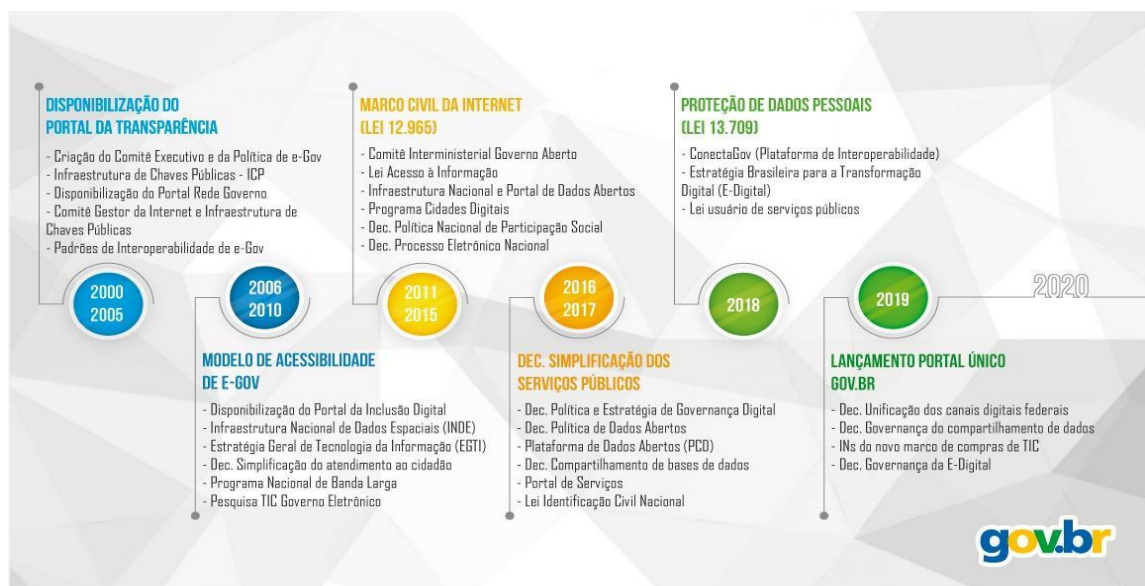 DISPONIBILIZAÇÃO DO
PORTAL DA TRANSPARÊNCIA
- Criação do Comitê Executivo e da Política de e-Gov
- Infraestrutura de Chaves Públicas - ICP
- Disponibilização do Portal Rede Governo
- Comitê Gestor da Internet e Infraestrutura de
Chaves Públicas
- Padrões de Interoperabilidade de e-Gov
2000
2005
2006
2010
MODELO DE ACESSIBILIDADE
DE E-GOV
- Disponibilização do Portal da Inclusão Digital
- Infraestrutura Nacional de Dados Espaciais (INDE)
- Estratégia Geral de Tecnologia da Informação (EGTI)
- Dec. Simplificação do atendimento ao cidadão
- Programa Nacional de Banda Larga
- Pesquisa TIC Governo Eletrônico
MARCO CIVIL DA INTERNET
(LEI 12.965)
- Comitê Interministerial Governo Aberto
- Lei Acesso à Informação
- Infraestrutura Nacional e Portal de Dados Abertos
- Programa Cidades Digitais
- Dec. Política Nacional de Participação Social
- Dec. Processo Eletrônico Nacional
2011
2015
2016
2017
DEC. SIMPLIFICAÇÃO DOS
SERVIÇOS PÚBLICOS
- Dec. Política e Estratégia de Governança Digital
- Dec. Política de Dados Abertos
- Plataforma de Dados Abertos (PCD)
- Dec. Compartilhamento de bases de dados
- Portal de Serviços
- Lei Identificação Civil Nacional
PROTEÇÃO DE DADOS PESSOAIS
(LEI 13.709)
- ConectaGov (Plataforma de Interoperabilidade)
- Estratégia Brasileira para a Transformação
Digital (E-Digital)
- Lei usuário de serviços públicos
2018
2019
LANÇAMENTO PORTAL ÚNICO
GOV.BR
- Dec. Unificação dos canais digitais federais
- Dec. Governança do compartilhamento de dados
- INs do novo marco de compras de TIC
- Dec. Governança da E-Digital
2020
gov.br